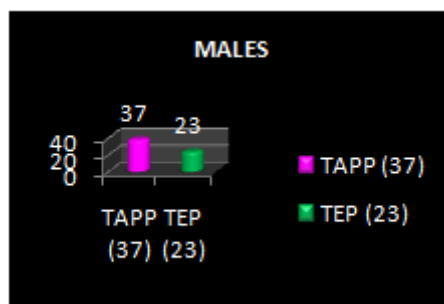 MALES
37
23
40
20
0
TAPP TEP
(37) (23)
TAPP (37)
TEP (23)